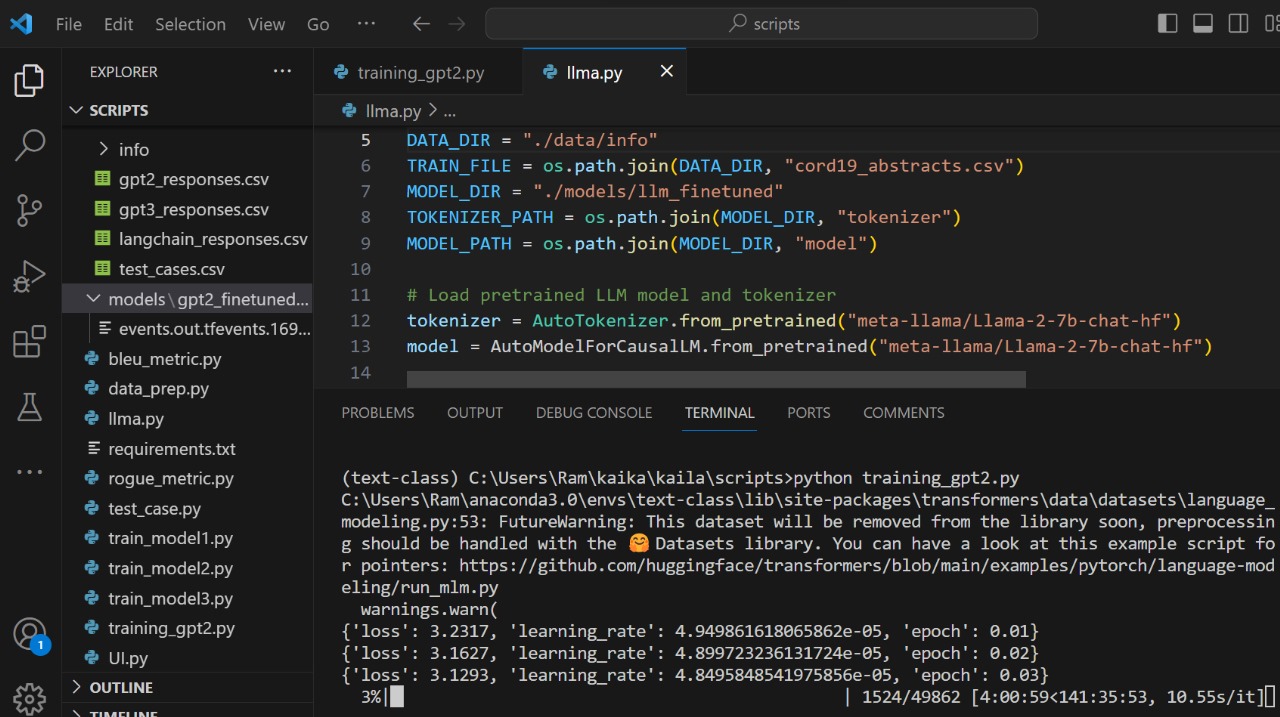 File Edit Selection View Go ··· scripts
EXPLORER ···
SCRIPTS
info
gpt2_responses.csv
gpt3_responses.csv
langchain_responses.csv
test_cases.csv
models\gpt2_finetuned...
events.out.tfevents.169...
bleu_metric.py
data_prep.py
llma.py
requirements.txt
rogue_metric.py
test_case.py
train_model1.py
train_model2.py
train_model3.py
training_gpt2.py
UI.py
OUTLINE
TIMELINE
1
training_gpt2.py llma.py
llma.py > ...
5 DATA_DIR = "./data/info"
6 TRAIN_FILE = os.path.join(DATA_DIR, "cord19_abstracts.csv")
7 MODEL_DIR = "./models/llm_finetuned"
8 TOKENIZER_PATH = os.path.join(MODEL_DIR, "tokenizer")
9 MODEL_PATH = os.path.join(MODEL_DIR, "model")
10
11 # Load pretrained LLM model and tokenizer
12 tokenizer = AutoTokenizer.from_pretrained("meta-llama/Llama-2-7b-chat-hf")
13 model = AutoModelForCausalLM.from_pretrained("meta-llama/Llama-2-7b-chat-hf")
14
PROBLEMS OUTPUT DEBUG CONSOLE TERMINAL PORTS COMMENTS
(text-class) C:\Users\Ram\kaika\kaila\scripts>python training_gpt2.py
C:\Users\Ram\anaconda3.0\envs\text-class\lib\site-packages\transformers\data\datasets\language_
modeling.py:53: FutureWarning: This dataset will be removed from the library soon, preprocessin
g should be handled with the 🤗 Datasets library. You can have a look at this example script fo
r pointers: https://github.com/huggingface/transformers/blob/main/examples/pytorch/language-mod
eling/run_mlm.py
warnings.warn(
{'loss': 3.2317, 'learning_rate': 4.949861618065862e-05, 'epoch': 0.01}
{'loss': 3.1627, 'learning_rate': 4.899723236131724e-05, 'epoch': 0.02}
{'loss': 3.1293, 'learning_rate': 4.8495848541975856e-05, 'epoch': 0.03}
3%| | 1524/49862 [4:00:59<141:35:53, 10.55s/it]